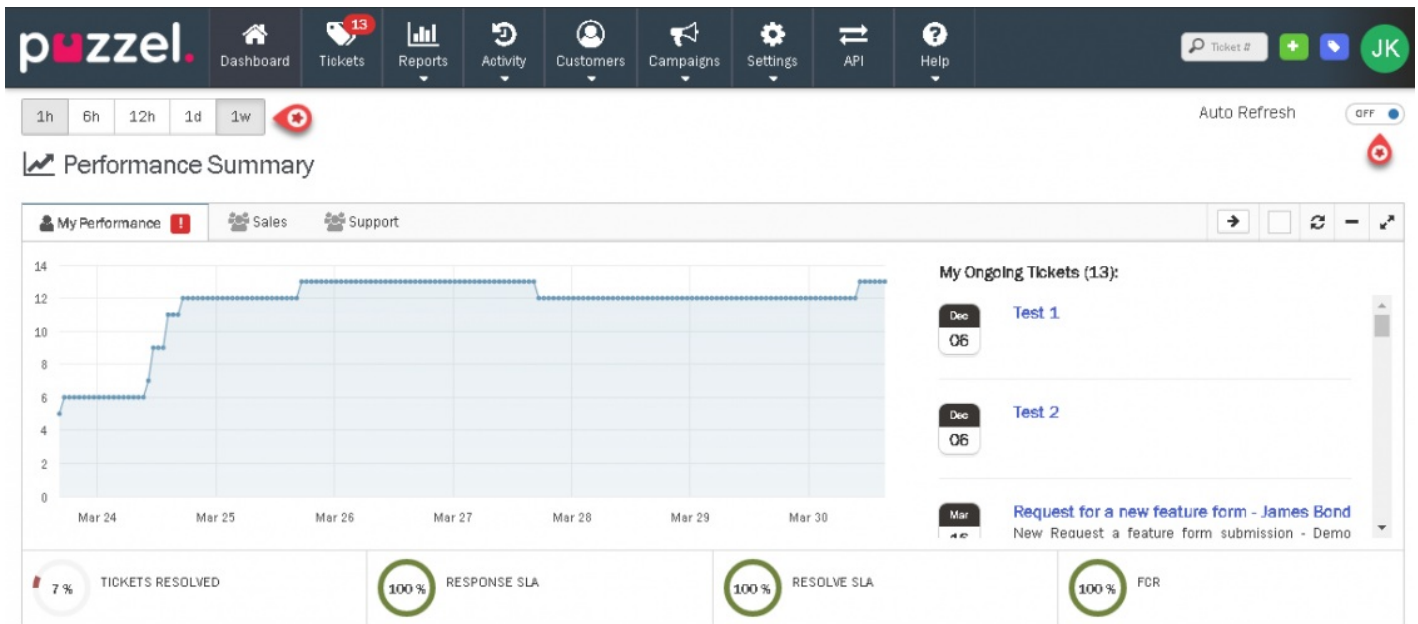 puzzel.
Dashboard
Tickets
13
Reports
Activity
Customers
Campaigns
Settings
API
Help
Ticket #
JK
1h 6h 12h 1d 1w
Auto Refresh
OFF
Performance Summary
My Performance !
Sales
Support
14
12
10
8
6
4
2
0
Mar 24 Mar 25 Mar 26 Mar 27 Mar 28 Mar 29 Mar 30
My Ongoing Tickets (13):
Dec
06
Test 1
Dec
06
Test 2
Mar
Request for a new feature form - James Bond
New Request a feature form submission - Demo
7 %
TICKETS RESOLVED
100 %
RESPONSE SLA
100 %
RESOLVE SLA
100 %
FCR